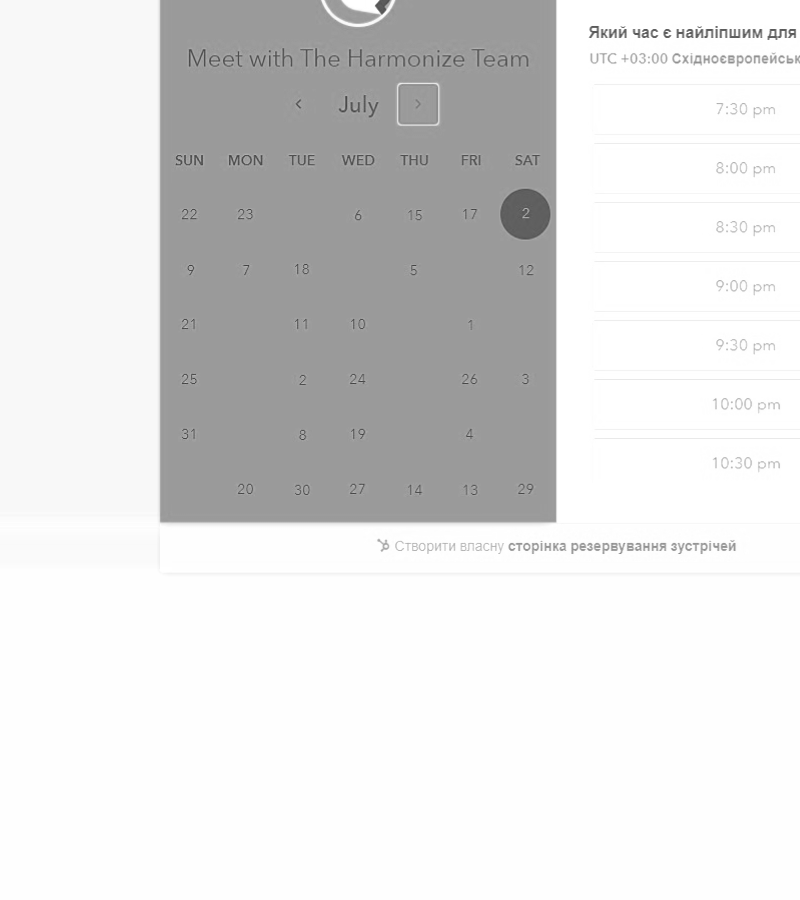 Meet with The Harmonize Team
July
SUN MON TUE WED THU FRI SAT
22 23 6 15 17 2
9 7 18 5 12
21 11 10 1
25 2 24 26 3
31 8 19 4
20 30 27 14 13 29
Який час є найліпшим для
UTC +03:00 Східноєвропейськ
7:30 pm
8:00 pm
8:30 pm
9:00 pm
9:30 pm
10:00 pm
10:30 pm
Створити власну сторінка резервування зустрічей